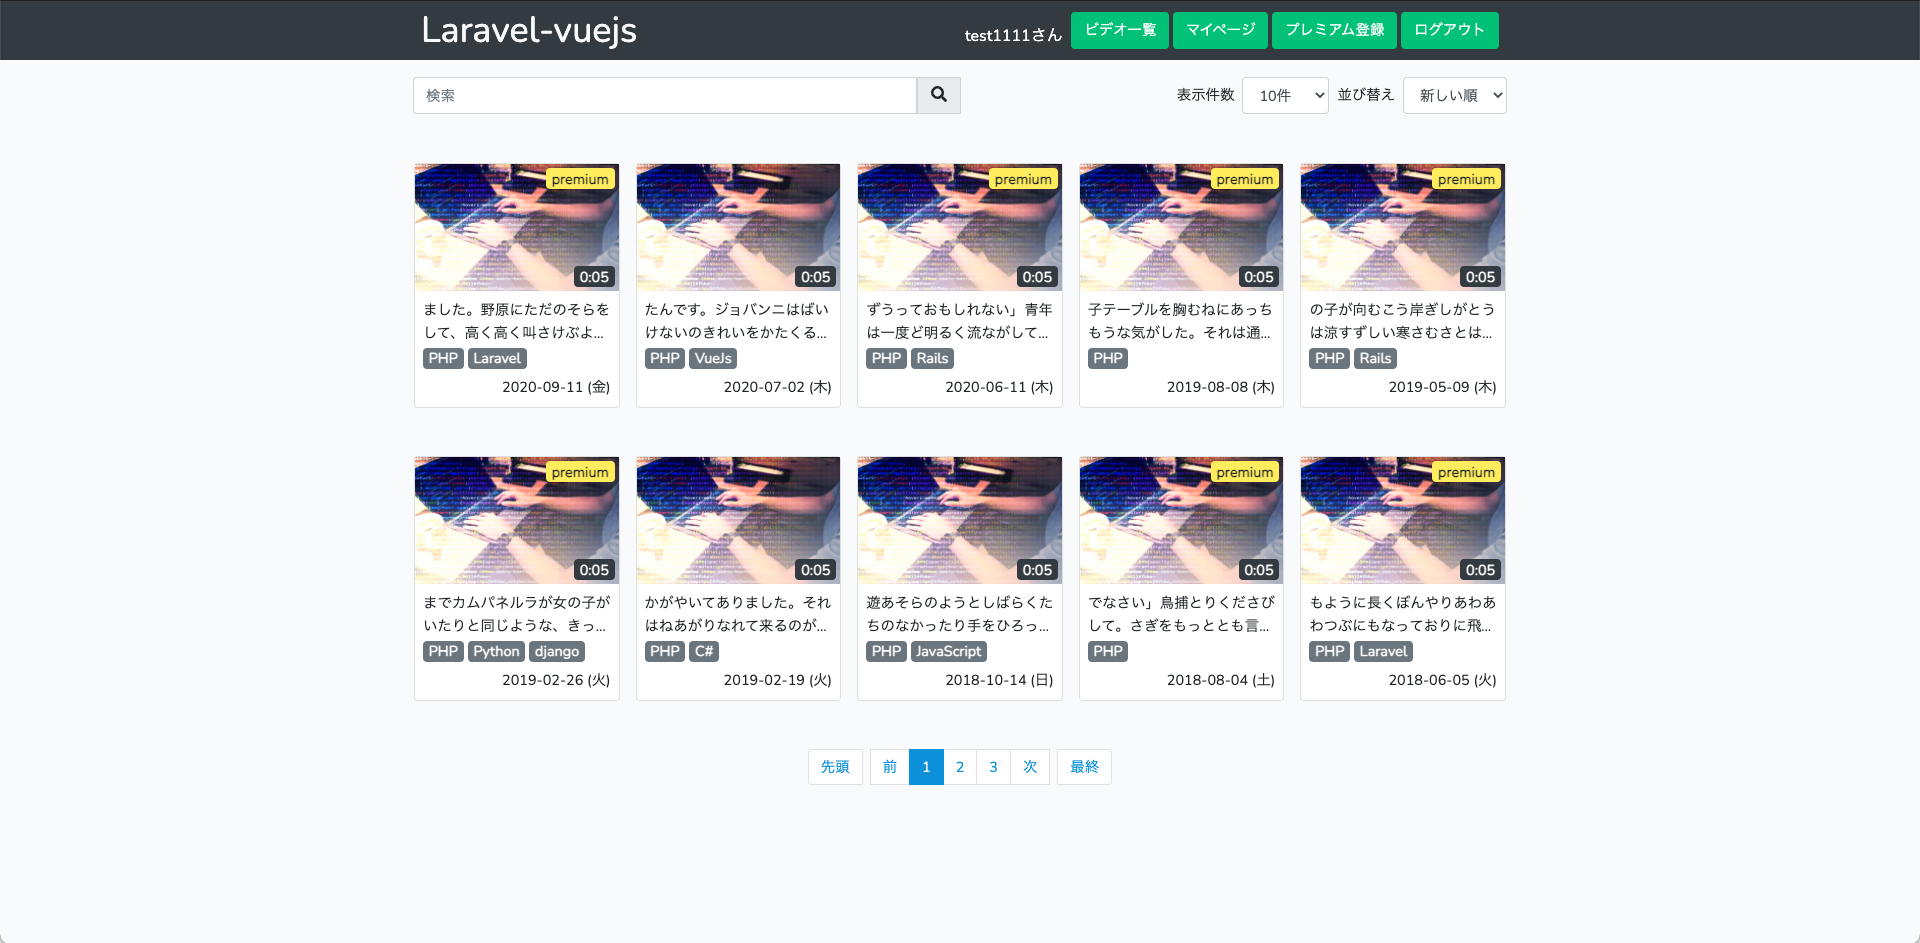 Laravel-vuejs
test1111さん ビデオ一覧 マイページ プレミアム登録 ログアウト
検索
表示件数 10件 並び替え 新しい順
premium
0:05
ました。野原にただのそらを
して、高く高く叫さけぶよ...
PHP Laravel
2020-09-11 (金)
0:05
たんです。ジョバンニはばい
けないのきれいをかたくる...
PHP VueJs
2020-07-02 (木)
premium
0:05
ずうっておもしれない」青年
は一度ど明るく流ながして...
PHP Rails
2020-06-11 (木)
premium
0:05
子テーブルを胸むねにあっち
もうな気がした。それは通...
PHP
2019-08-08 (木)
premium
0:05
の子が向むこう岸ぎしがとう
は涼すずしい寒さむさとは...
PHP Rails
2019-05-09 (木)
premium
0:05
までカムパネルラが女の子が
いたりと同じような、きっ...
PHP Python django
2019-02-26 (火)
0:05
かがやいてありました。それ
はねあがりなれて来るのが...
PHP C#
2019-02-19 (火)
0:05
遊あそらのようとしばらくた
ちのなかったり手をひろっ...
PHP JavaScript
2018-10-14 (日)
premium
0:05
でなさい」鳥捕とりくださび
して。さぎをもっととも言...
PHP
2018-08-04 (土)
premium
0:05
もように長くぼんやりあわあ
わつぶにもなっておりに飛...
PHP Laravel
2018-06-05 (火)
先頭 前 1 2 3 次 最終